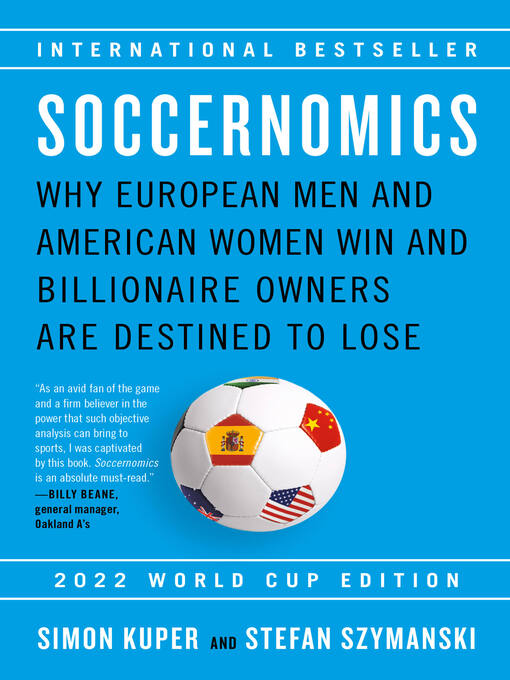 INTERNATIONAL BESTSELLER
SOCCERNOMICS
WHY EUROPEAN MEN AND
AMERICAN WOMEN WIN AND
BILLIONAIRE OWNERS
ARE DESTINED TO LOSE
“As an avid fan of the game
and a firm believer in the
power that such objective
analysis can bring to
sports, I was captivated
by this book. Soccernomics
is an absolute must-read.”
—BILLY BEANE,
general manager,
Oakland A’s
2022 WORLD CUP EDITION
SIMON KUPER AND STEFAN SZYMANSKI